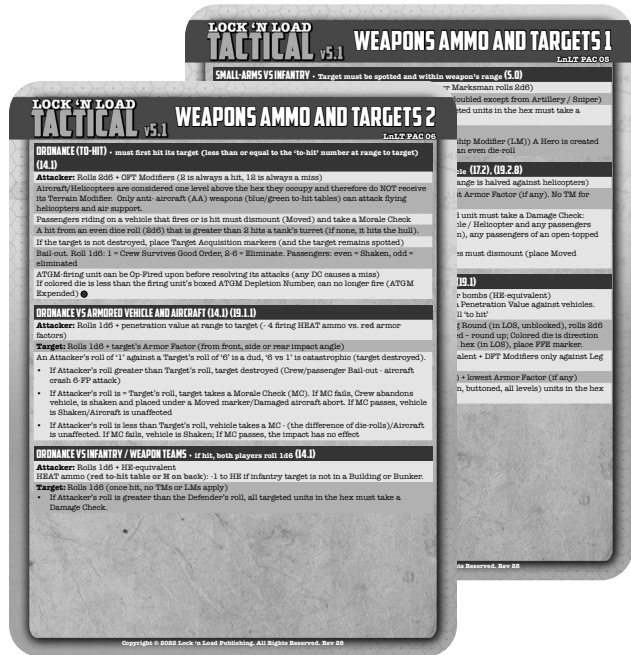 LOCK 'N LOAD
TACTICAL v5.1
WEAPONS AMMO AND TARGETS 1
LnLT PAC 05
SMALL-ARMS VS INFANTRY • Target must be spotted and within weapon's range (5.0)
r Marksman rolls 2d6)
oubled except from Artillery / Sniper)
eted units in the hex must take a
hip Modifier (LM)) A Hero is created
an even die-roll
le (17.2), (19.2.8)
ange is halved against helicopters)
t Armor Factor (if any). No TM for
d unit must take a Damage Check:
le / Helicopter and any passengers
n), any passengers of an open-topped
es must dismount (place Moved
(19.1)
r bombs (HE-equivalent)
a Penetration Value against vehicles.
ll 'to hit'
g Round (in LOS, unblocked), rolls 2d6
ed – round up; Colored die is direction
hex (in LOS), place FFE marker.
alent + DFT Modifiers only against Leg
) + lowest Armor Factor (if any)
n, buttoned, all levels) units in the hex
ts Reserved. Rev 28
LOCK 'N LOAD
TACTICAL v5.1
WEAPONS AMMO AND TARGETS 2
LnLT PAC 06
ORDNANCE (TO-HIT) • must first hit its target (less than or equal to the 'to-hit' number at range to target)
(14.1)
Attacker: Rolls 2d6 + OFT Modifiers (2 is always a hit, 12 is always a miss)
Aircraft/Helicopters are considered one level above the hex they occupy and therefore do NOT receive
its Terrain Modifier. Only anti-aircraft (AA) weapons (blue/green to-hit tables) can attack flying
helicopters and air support.
Passengers riding on a vehicle that fires or is hit must dismount (Moved) and take a Morale Check
A hit from an even dice roll (2d6) that is greater than 2 hits a tank's turret (if none, it hits the hull).
If the target is not destroyed, place Target Acquisition markers (and the target remains spotted)
Bail-out. Roll 1d6: 1 = Crew Survives Good Order, 2-6 = Eliminate. Passengers: even = Shaken, odd =
eliminated
ATGM-firing unit can be Op-Fired upon before resolving its attacks (any DC causes a miss)
If colored die is less than the firing unit's boxed ATGM Depletion Number, can no longer fire (ATGM
Expended)
ORDNANCE VS ARMORED VEHICLE AND AIRCRAFT (14.1) (19.1.1)
Attacker: Rolls 1d6 + penetration value at range to target (- 4 firing HEAT ammo vs. red armor
factors)
Target: Rolls 1d6 + target's Armor Factor (from front, side or rear impact angle)
An Attacker's roll of '1' against a Target's roll of '6' is a dud, '6 vs 1' is catastrophic (target destroyed).
• If Attacker roll greater than Target's roll, target destroyed (Crew/passenger Bail-out - aircraft
crash 6-FP attack)
• If Attacker's roll is = Target's roll, target takes a Morale Check (MC). If MC fails, Crew abandons
vehicle, is shaken and placed under a Moved marker/Damaged aircraft abort. If MC passes, vehicle
is Shaken/Aircraft is unaffected
• If Attacker's roll is less than Target's roll, vehicle takes a MC - (the difference of die-rolls)/Aircraft
is unaffected. If MC fails, vehicle is Shaken; If MC passes, the impact has no effect
ORDNANCE VS INFANTRY / WEAPON TEAMS • if hit, both players roll 1d6 (14.1)
Attacker: Rolls 1d6 + HE-equivalent
HEAT ammo (red to-hit table or H on back): -1 to HE if infantry target is not in a Building or Bunker.
Target: Rolls 1d6 (once hit, no TMs or LMs apply)
• If Attacker's roll is greater than the Defender's roll, all targeted units in the hex must take a
Damage Check.
Copyright © 2022 Lock 'n Load Publishing. All Rights Reserved. Rev 28